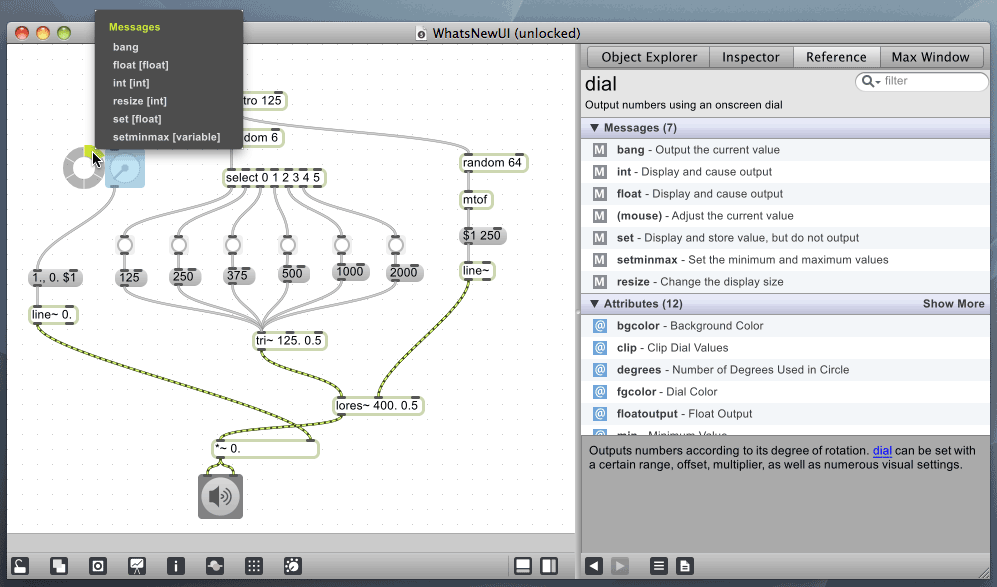 Messages
bang
float [float]
int [int]
resize [int]
set [float]
setminmax [variable]
WhatsNewUI (unlocked)
tro 125
dom 6
select 0 1 2 3 4 5
random 64
mtof
$1 250
line~
1., 0. $1
125
250
375
500
1000
2000
line~ 0.
tri~ 125. 0.5
lores~ 400. 0.5
*~ 0.
Object Explorer
Inspector
Reference
Max Window
dial
filter
Output numbers using an onscreen dial
Messages (7)
M bang - Output the current value
M int - Display and cause output
M float - Display and cause output
M (mouse) - Adjust the current value
M set - Display and store value, but do not output
M setminmax - Set the minimum and maximum values
M resize - Change the display size
Attributes (12) Show More
@ bgcolor - Background Color
@ clip - Clip Dial Values
@ degrees - Number of Degrees Used in Circle
@ fgcolor - Dial Color
@ floatoutput - Float Output
@ min - Minimum Value
Outputs numbers according to its degree of rotation. dial can be set with
a certain range, offset, multiplier, as well as numerous visual settings.